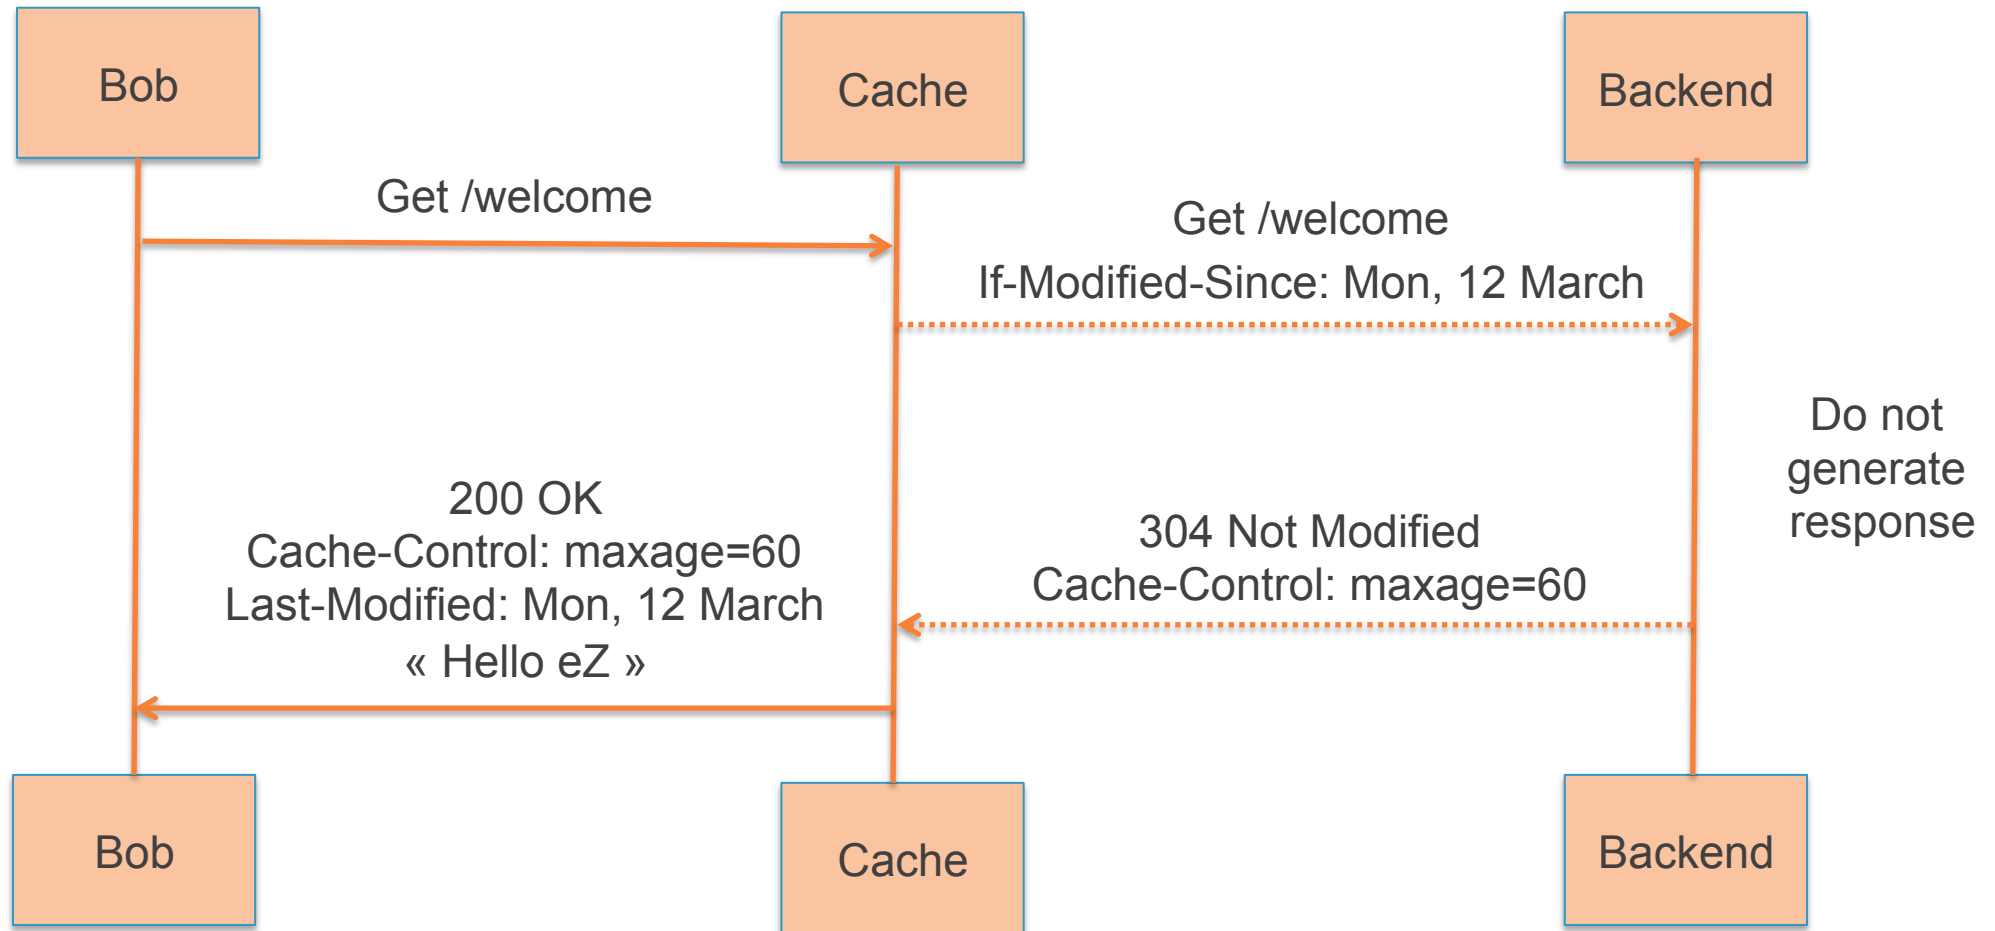 Bob
Cache
Backend
Get /welcome
Get /welcome
If-Modified-Since: Mon, 12 March
Do not
generate
response
200 OK
Cache-Control: maxage=60
Last-Modified: Mon, 12 March
« Hello eZ »
304 Not Modified
Cache-Control: maxage=60
Bob
Cache
Backend